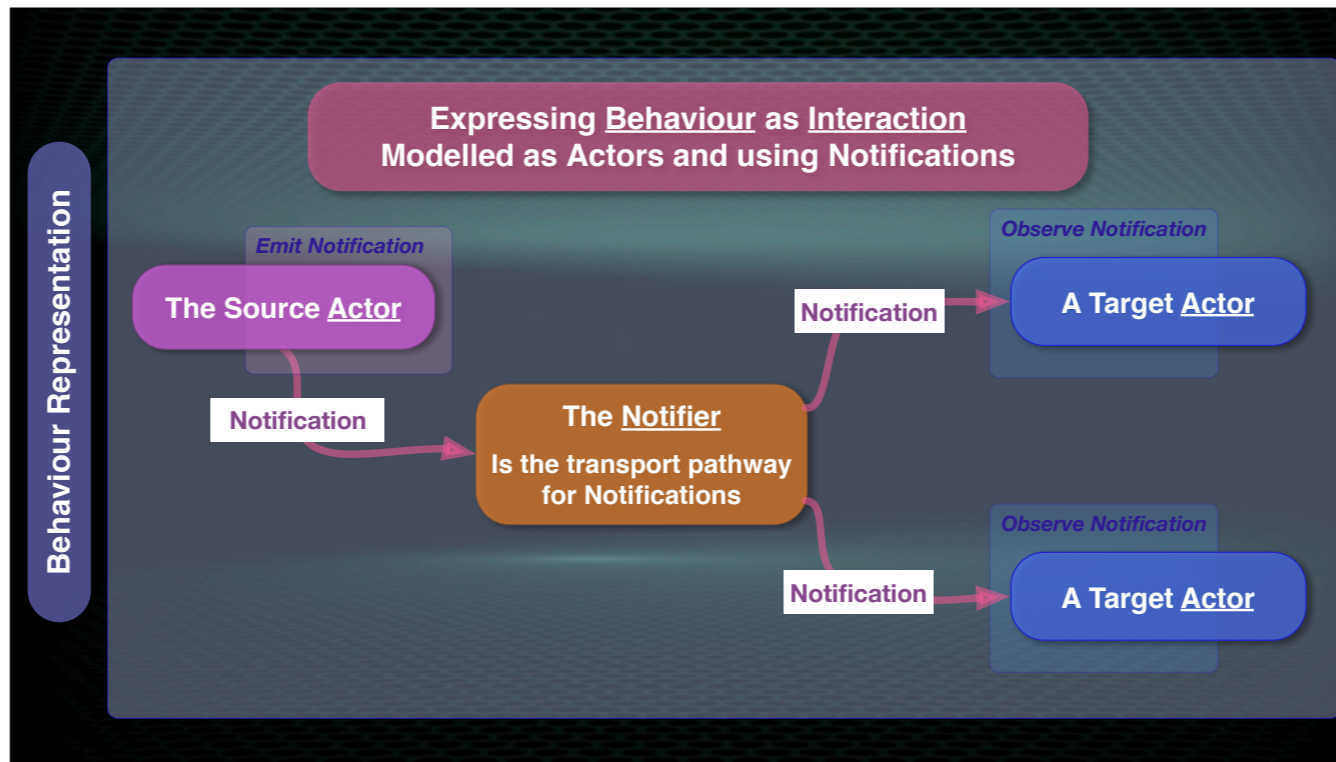 Expressing Behaviour as Interaction
Modelled as Actors and using Notifications
Behaviour Representation
Emit Notification
The Source Actor
Notification
The Notifier
Is the transport pathway
for Notifications
Notification
Observe Notification
A Target Actor
Notification
Observe Notification
A Target Actor